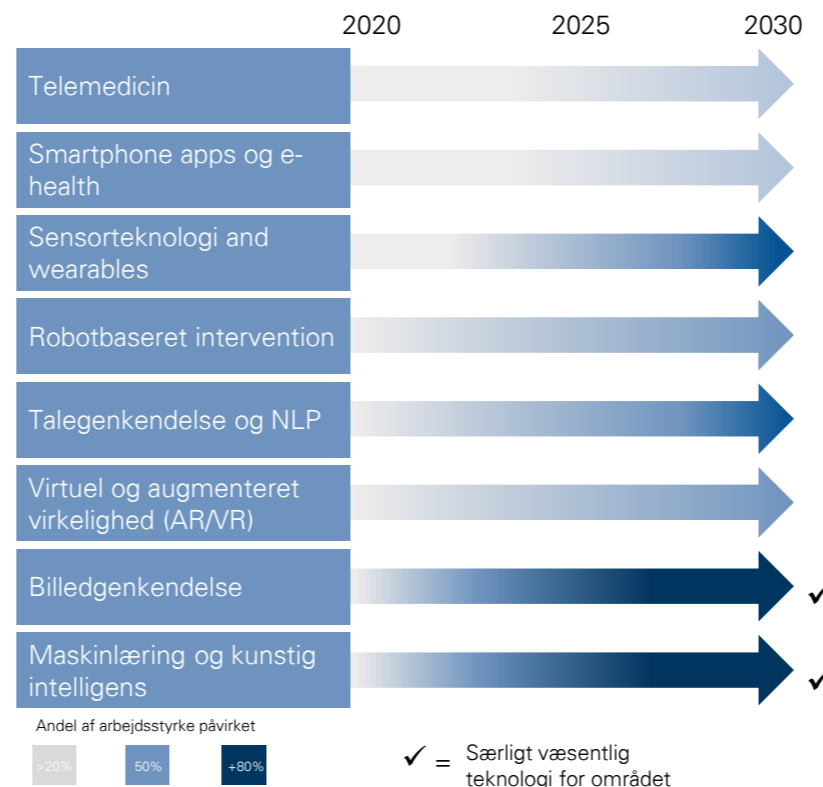 2020 2025 2030
Telemedicin
Smartphone apps og e-
health
Sensorteknologi and
wearables
Robotbaseret intervention
Talegenkendelse og NLP
Virtuel og augmenteret
virkelighed (AR/VR)
Billedgenkendelse
✓
Maskinlæring og kunstig
intelligens
✓
Andel af arbejdsstyrke påvirket
>20% 50% +80%
✓ = Særligt væsentlig
teknologi for området